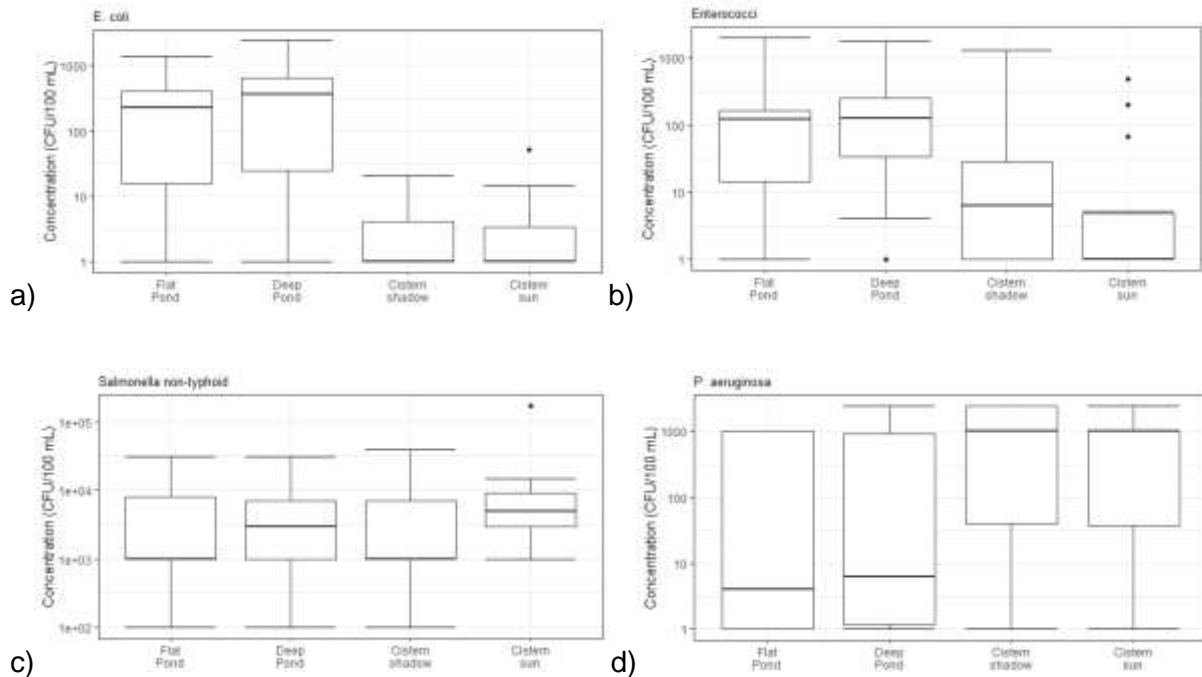 E. coli
Concentration (CFU/100 mL)
1000
100
10
1
Flat
Pond
Deep
Pond
Cistern
shadow
Cistern
sun
a)
Enterococci
Concentration (CFU/100 mL)
1000
100
10
1
Flat
Pond
Deep
Pond
Cistern
shadow
Cistern
sun
b)
Salmonella non-typhoid
Concentration (CFU/100 mL)
1e+05
1e+04
1e+03
1e+02
Flat
Pond
Deep
Pond
Cistern
shadow
Cistern
sun
c)
P. aeruginosa
Concentration (CFU/100 mL)
1000
100
10
1
Flat
Pond
Deep
Pond
Cistern
shadow
Cistern
sun
d)